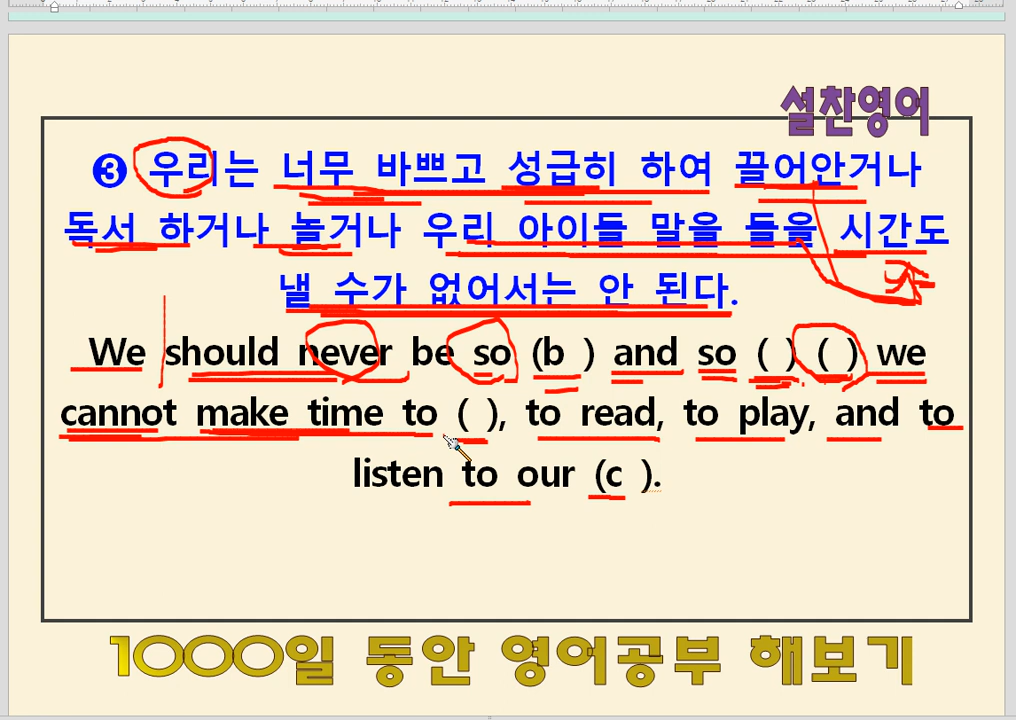 설찬영어
❸ 우리는 너무 바쁘고 성급히 하여 끌어안거나
독서 하거나 놀거나 우리 아이들 말을 들을 시간도
낼 수가 없어서는 안 된다.
We should never be so (b ) and so ( ) ( ) we
cannot make time to ( ), to read, to play, and to
listen to our (c ).
1000일 동안 영어공부 해보기